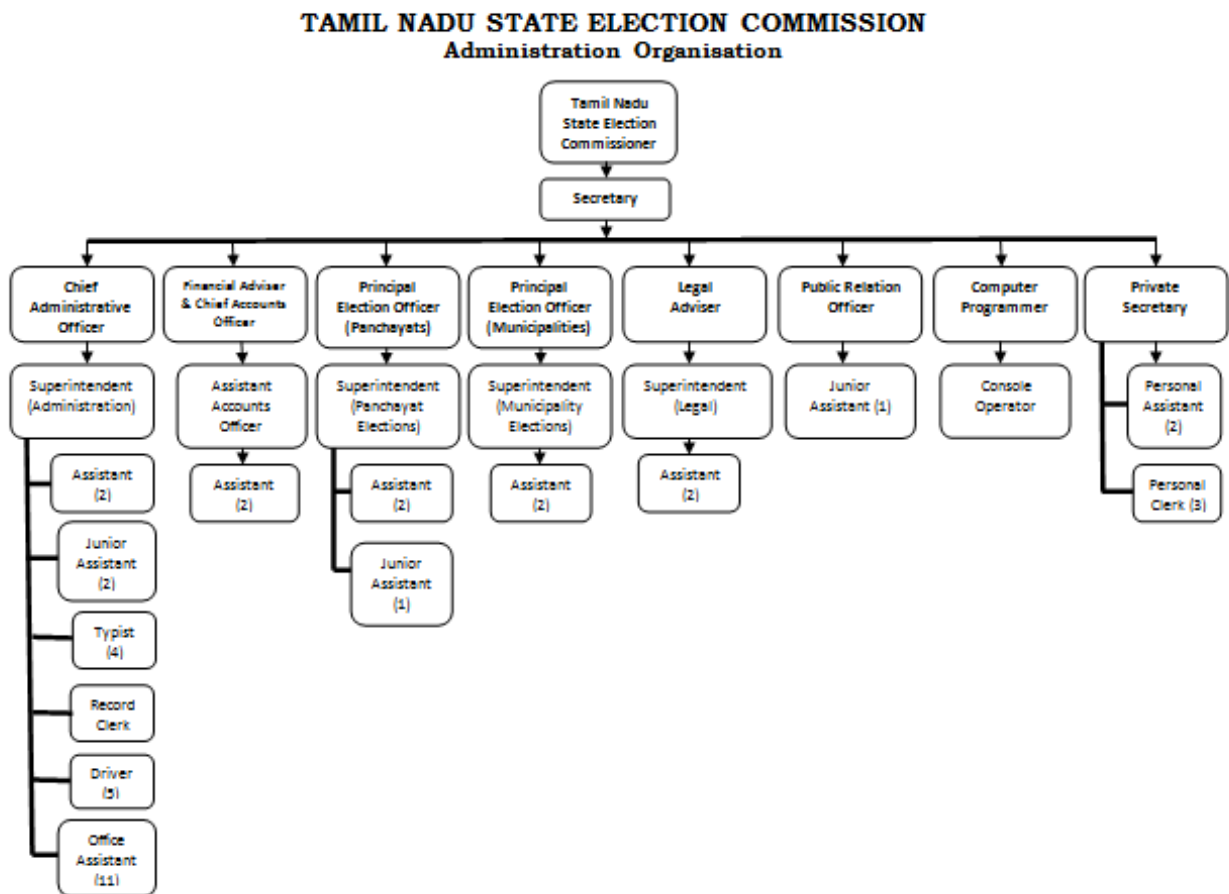 TAMIL NADU STATE ELECTION COMMISSION
Administration Organisation
Tamil Nadu
State Election
Commissioner
Secretary
Chief
Administrative
Officer
Financial Adviser
& Chief Accounts
Officer
Principal
Election Officer
(Panchayats)
Principal
Election Officer
(Municipalities)
Legal
Adviser
Public Relation
Officer
Computer
Programmer
Private
Secretary
Superintendent
(Administration)
Assistant
Accounts
Officer
Superintendent
(Panchayat
Elections)
Superintendent
(Municipality
Elections)
Superintendent
(Legal)
Junior
Assistant (1)
Console
Operator
Personal
Assistant
(2)
Assistant
(2)
Assistant
(2)
Assistant
(2)
Assistant
(2)
Assistant
(2)
Personal
Clerk (3)
Junior
Assistant
(2)
Junior
Assistant
(1)
Typist
(4)
Record
Clerk
Driver
(5)
Office
Assistant
(11)